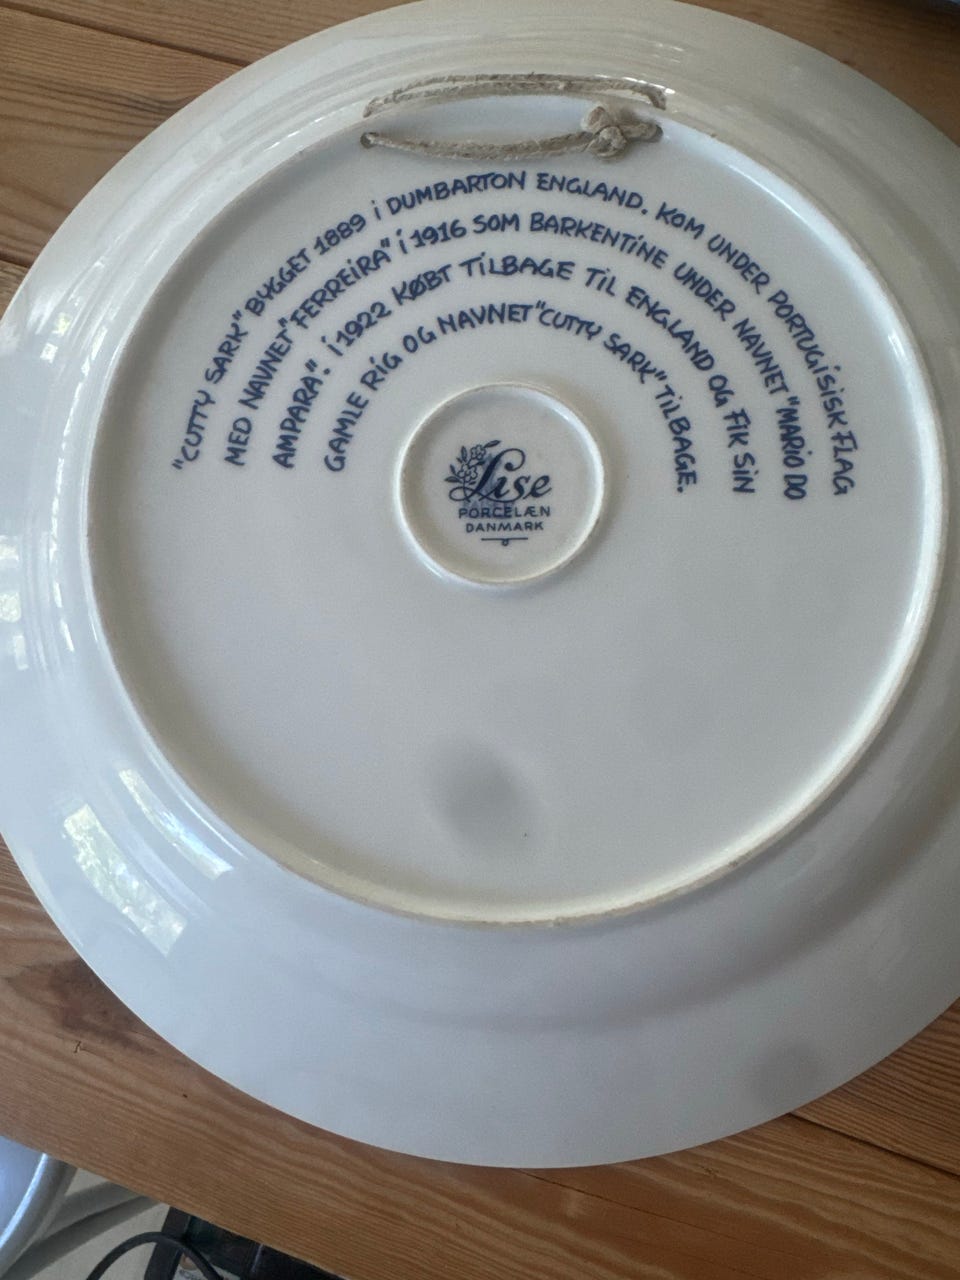 "CUTTY SARK" BYGGET 1889 i DUMBARTON ENGLAND. KOM UNDER PORTUGiSiSK FLAG
MED NAVNET "FERREiRA" i 1916 SOM BARKENTiNE UNDER NAVNET "MARiO DO
AMPARA". i 1922 KØBT TiLBAGE TiL ENGLAND OG FiK SiN
GAMLE RiG OG NAVNET "CUTTY SARK" TiLBAGE.
Lise
PORCELÆN
DANMARK